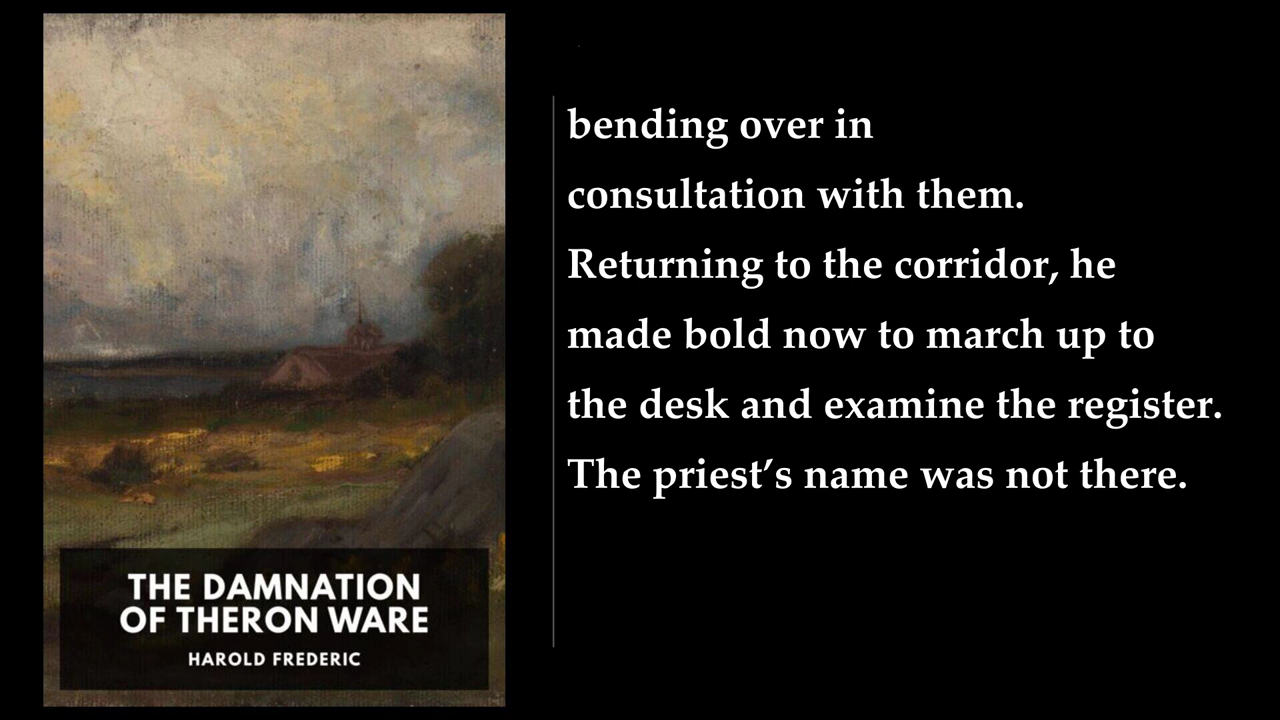 bending over in
consultation with them.
Returning to the corridor, he
made bold now to march up to
the desk and examine the register.
The priest’s name was not there.
THE DAMNATION
OF THERON WARE
HAROLD FREDERIC